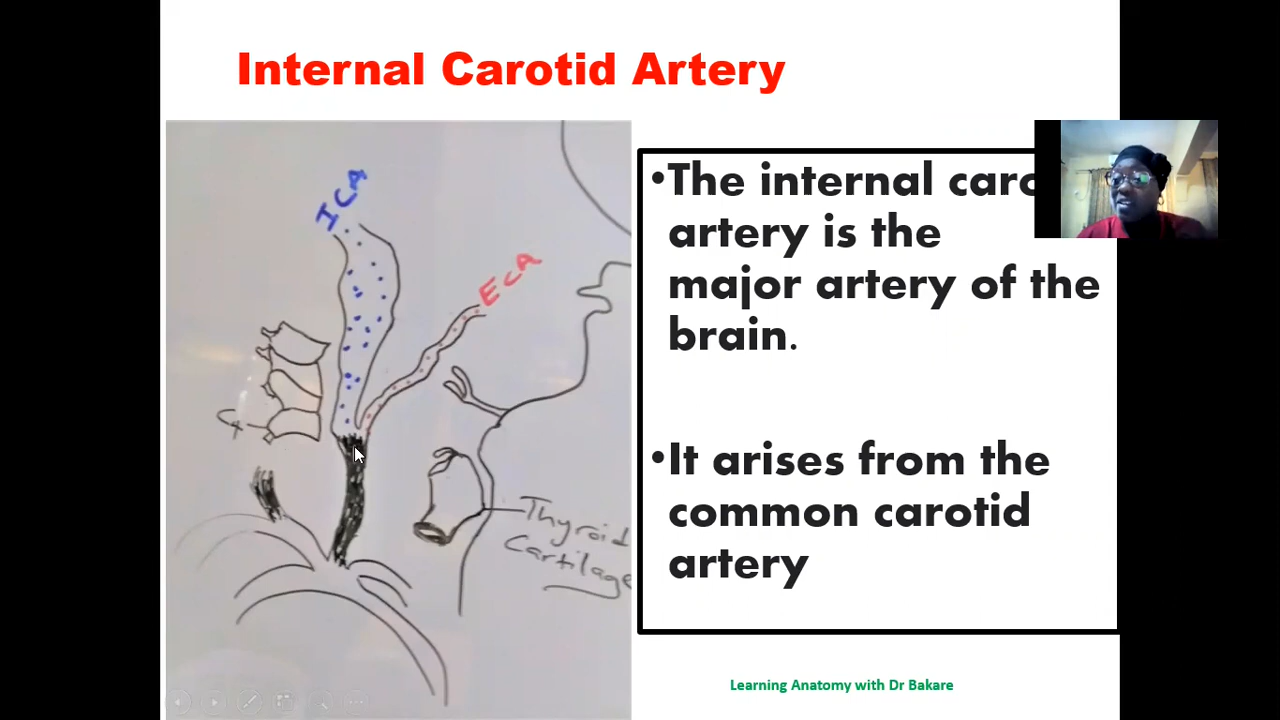 Internal Carotid Artery
ICA
ECA
Thyroid
Cartilage
•The internal caro
artery is the
major artery of the
brain.
•It arises from the
common carotid
artery
Learning Anatomy with Dr Bakare